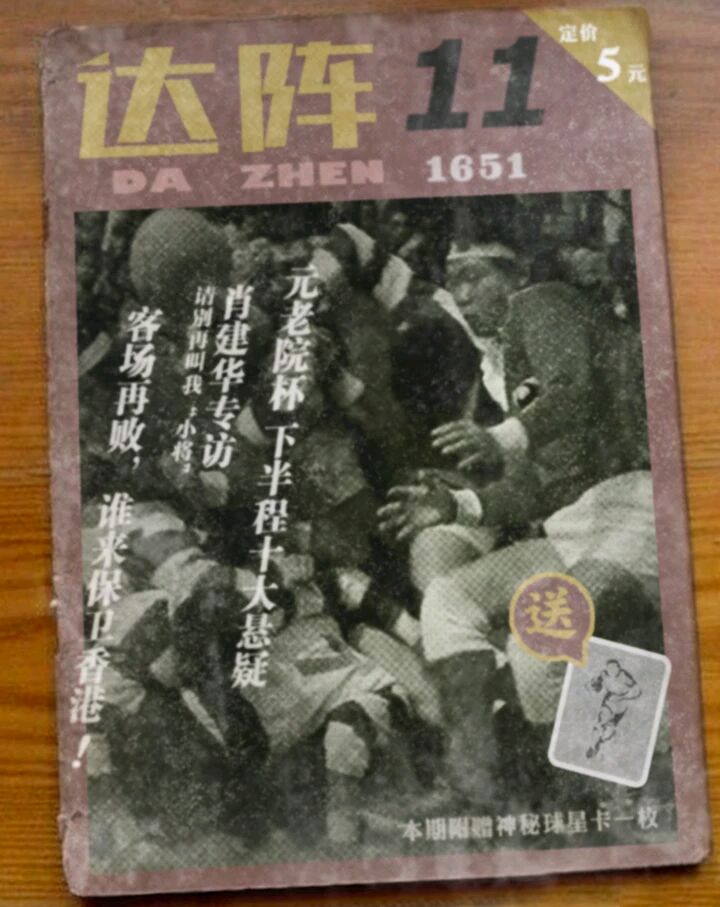 定价
5元
达阵 11
DA ZHEN 1651
元老院杯 下半程十大悬疑
肖建华专访
请别再叫我“小将”
客场再败，谁来保卫香港！
送
本期附赠神秘球星卡一枚